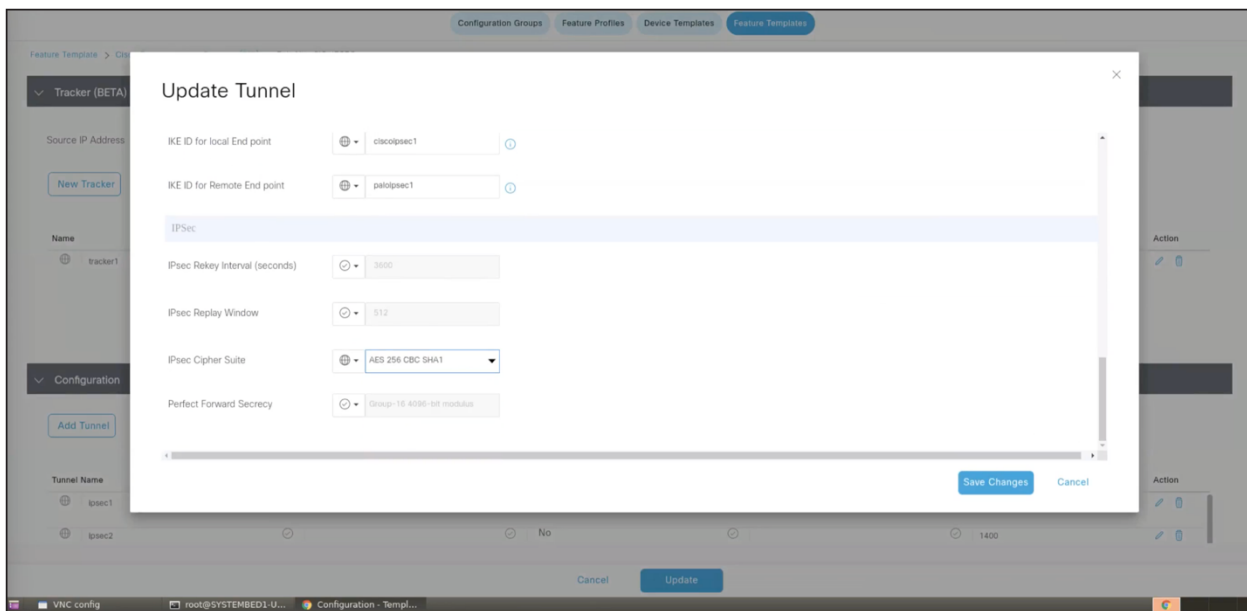 Configuration Groups Feature Profiles Device Templates Feature Templates
Feature Template > Cis
Tracker (BETA)
Update Tunnel
Source IP Address
IKE ID for local End point ciscoipsec1
New Tracker
IKE ID for Remote End point paloipsec1
IPSec
Name Action
tracker1
IPsec Rekey Interval (seconds) 3600
IPsec Replay Window 512
IPsec Cipher Suite AES 256 CBC SHA1
Configuration
Perfect Forward Secrecy Group-16 4096-bit modulus
Add Tunnel
Tunnel Name Action
Save Changes Cancel
ipsec1
ipsec2 No 1400
Cancel Update
VNC config root@SYSTEMBED1-U... Configuration - Templ...